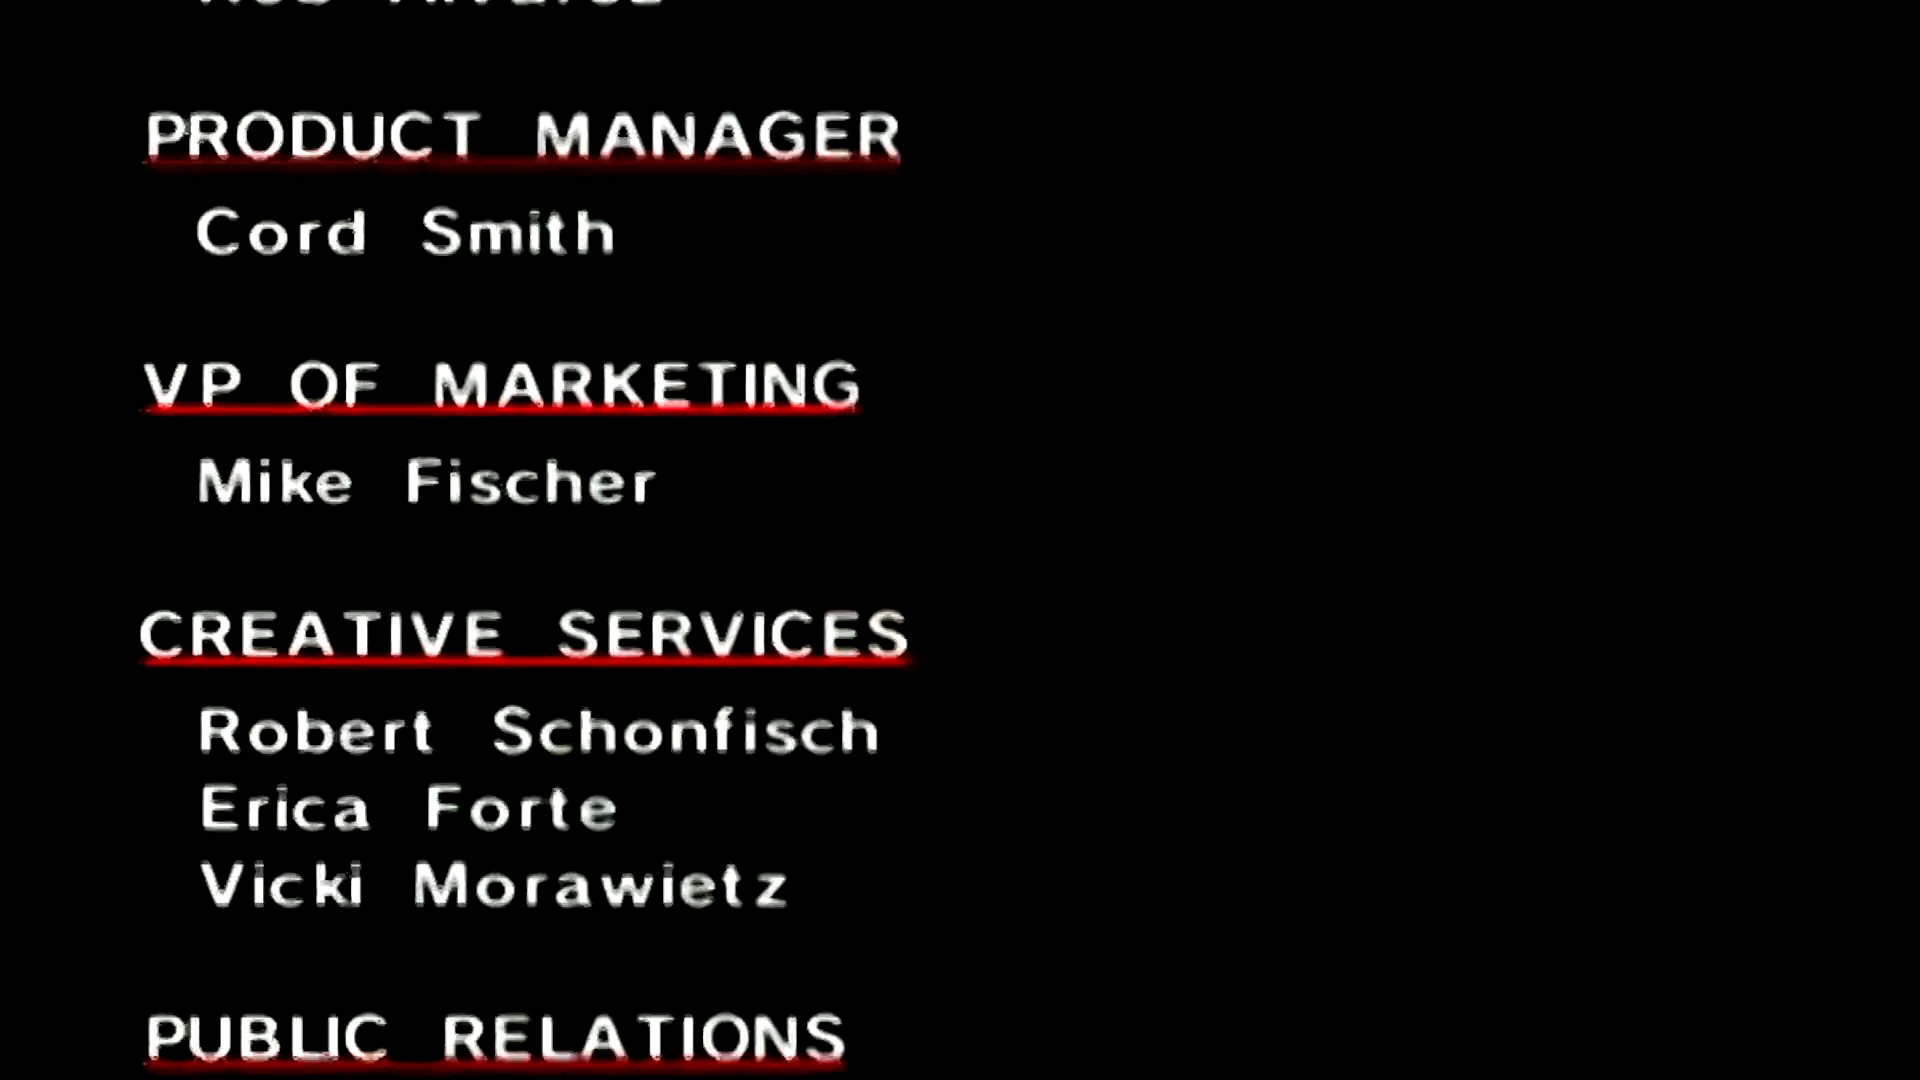 PRODUCT MANAGER
Cord Smith
VP OF MARKETING
Mike Fischer
CREATIVE SERVICES
Robert Schonfisch
Erica Forte
Vicki Morawietz
PUBLIC RELATIONS